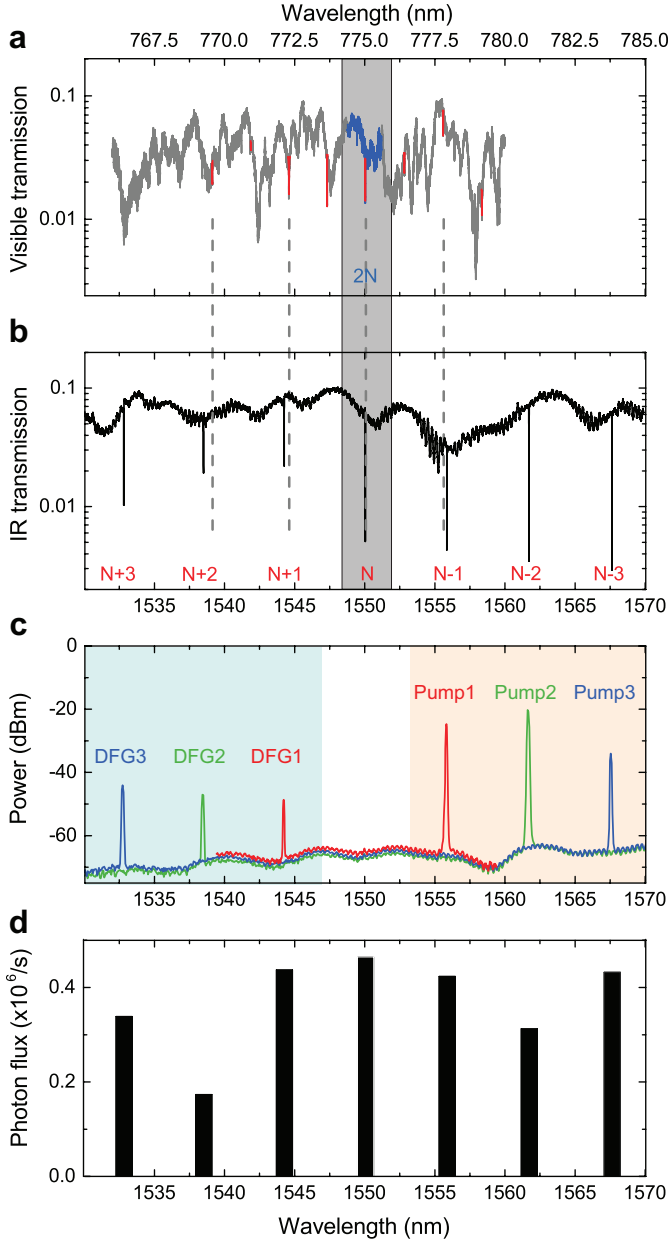 Wavelength (nm)
767.5 770.0 772.5 775.0 777.5 780.0 782.5 785.0
a
Visible tranmission
0.1
0.01
2N
b
IR transmission
0.1
0.01
N+3 N+2 N+1 N N-1 N-2 N-3
1535 1540 1545 1550 1555 1560 1565 1570
c
Power (dBm)
0
-20
-40
-60
Pump1 Pump2 Pump3
DFG3 DFG2 DFG1
1535 1540 1545 1550 1555 1560 1565 1570
d
Photon flux (x10⁶/s)
0.4
0.2
0.0
1535 1540 1545 1550 1555 1560 1565 1570
Wavelength (nm)